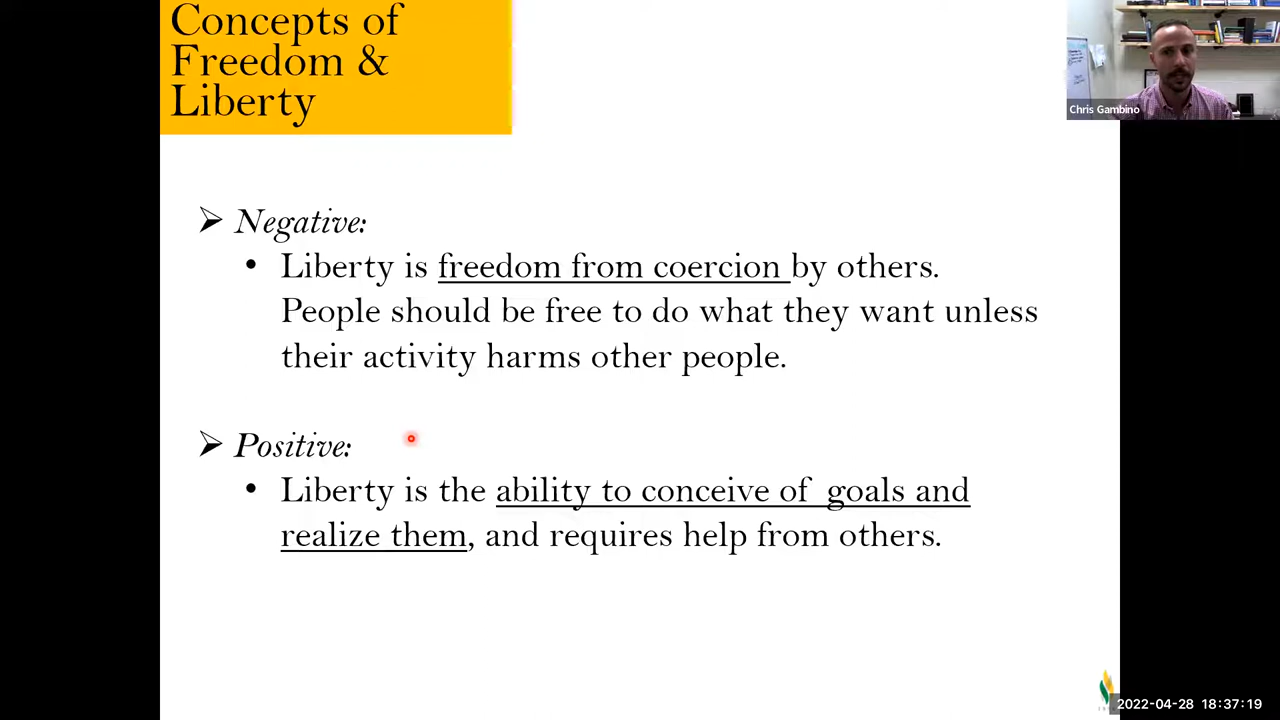 Concepts of
Freedom &
Liberty
Chris Gambino
➢ Negative:
• Liberty is freedom from coercion by others.
People should be free to do what they want unless
their activity harms other people.
➢ Positive:
• Liberty is the ability to conceive of goals and
realize them, and requires help from others.
2022-04-28 18:37:19